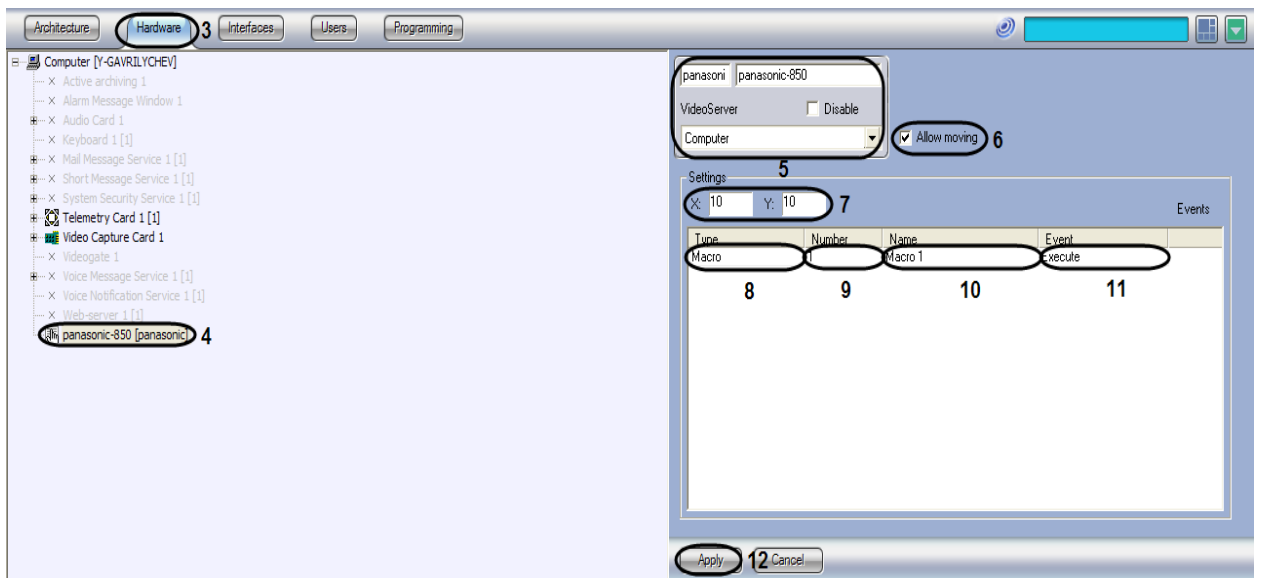 Architecture Hardware 3 Interfaces Users Programming
Computer [Y-GAVRILYCHEV]
Active archiving 1
Alarm Message Window 1
Audio Card 1
Keyboard 1 [1]
Mail Message Service 1 [1]
Short Message Service 1 [1]
System Security Service 1 [1]
Telemetry Card 1 [1]
Video Capture Card 1
Videogate 1
Voice Message Service 1 [1]
Voice Notification Service 1 [1]
Web-server 1 [1]
panasonic-850 [panasonic] 4
panasoni panasonic-850
VideoServer Disable
Computer Allow moving 6
5
Settings
X: 10 Y: 10 7
Events
Type Number Name Event
Macro 1 Macro 1 Execute
8 9 10 11
Apply 12 Cancel